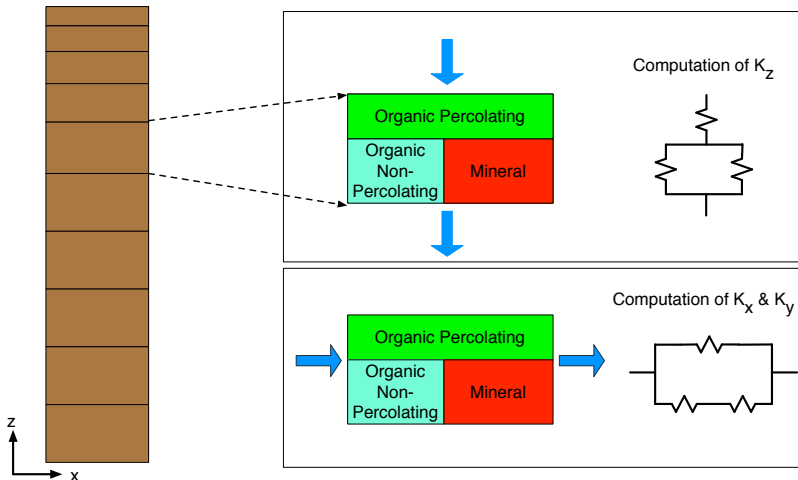 Computation of Kz
Organic Percolating
Organic
Non-
Percolating
Mineral
Computation of Kx & Ky
Organic Percolating
Organic
Non-
Percolating
Mineral
z
x